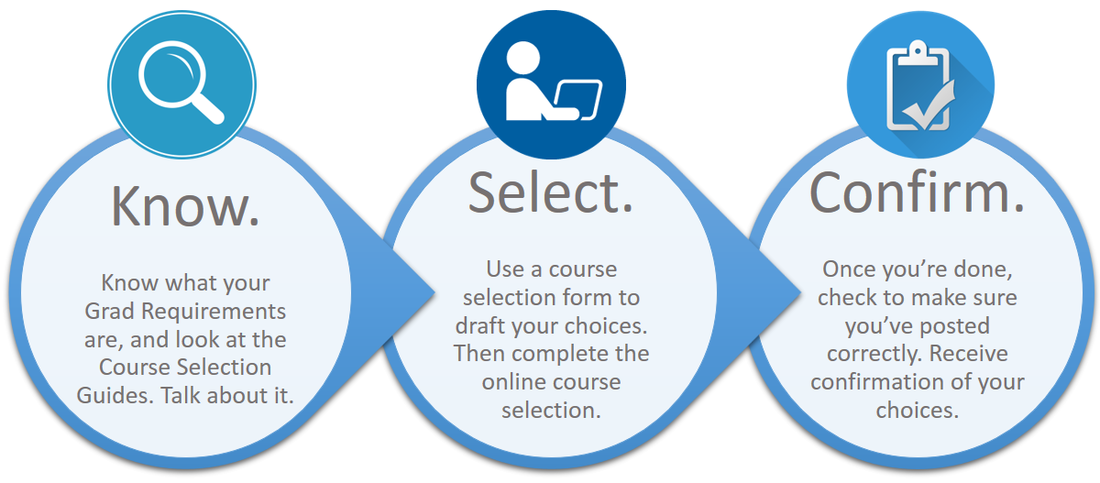 Know.
Know what your
Grad Requirements
are, and look at the
Course Selection
Guides. Talk about it.
Select.
Use a course
selection form to
draft your choices.
Then complete the
online course
selection.
Confirm.
Once you’re done,
check to make sure
you’ve posted
correctly. Receive
confirmation of your
choices.